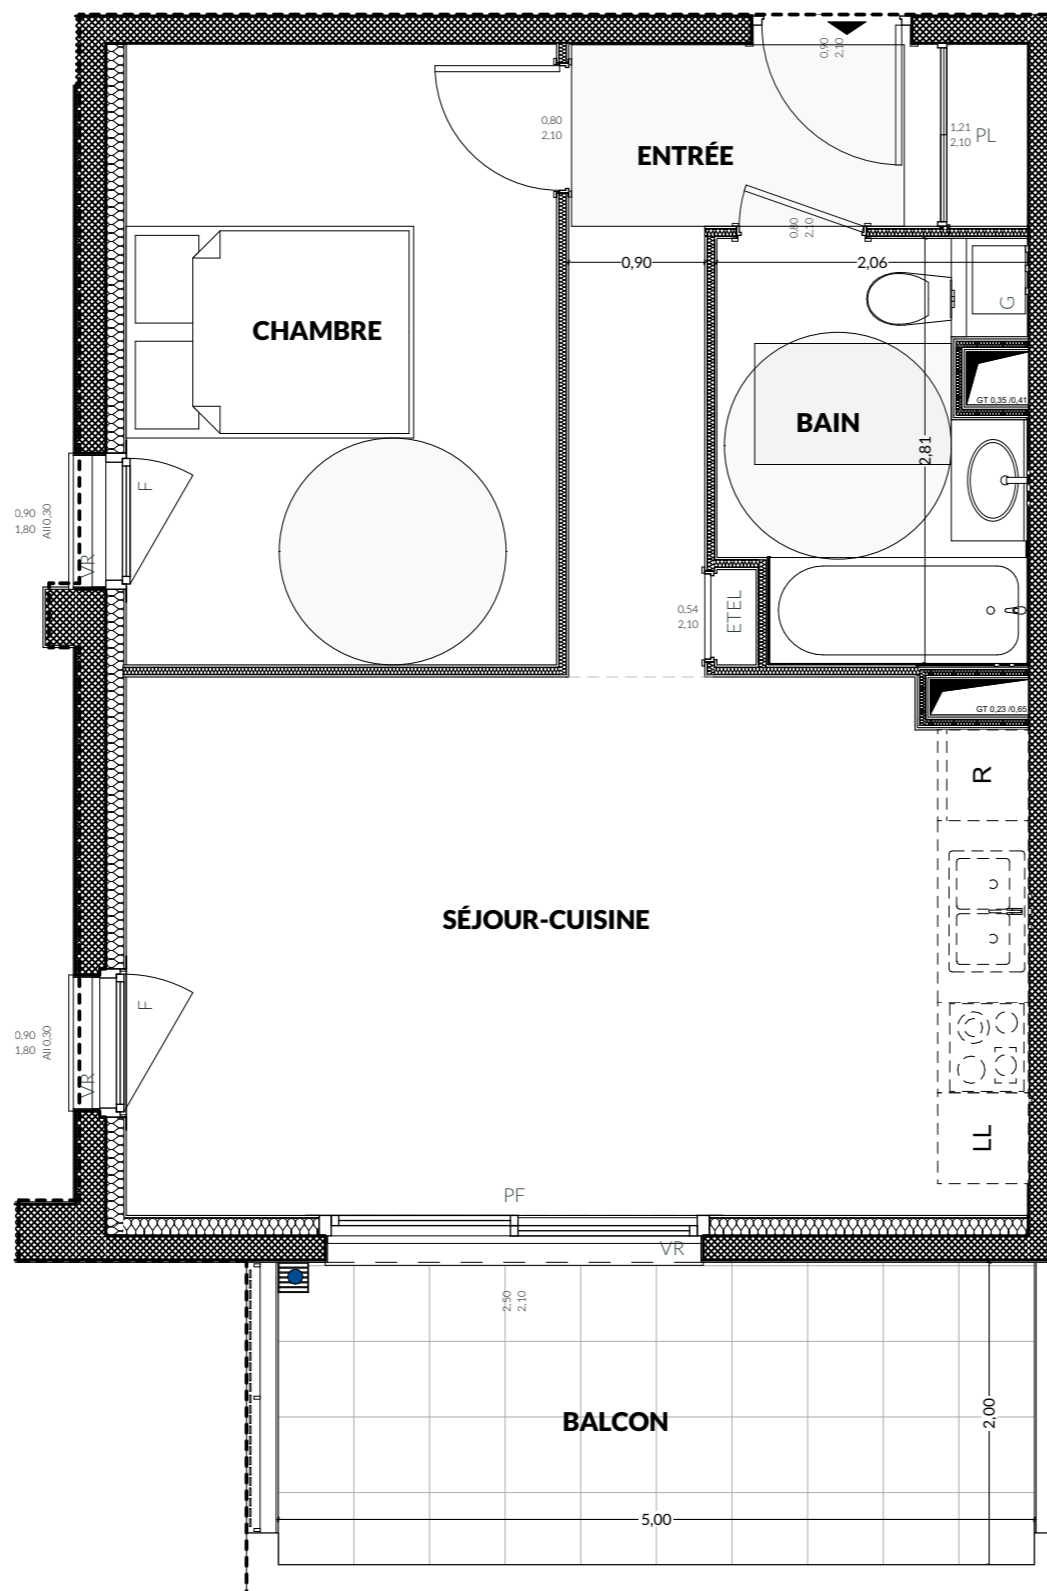 0,90
2,10
0,80
2,10
ENTRÉE
1,21
2,10
PL
0,80
2,10
0,90
2,06
G
CHAMBRE
GT 0,35 /0,41
BAIN
2,81
F
0,90
1,80
All 0,30
VR
0,54
2,10
ETEL
GT 0,23 /0,65
R
SÉJOUR-CUISINE
F
0,90
1,80
All 0,30
VR
LL
PF
VR
2,50
2,10
BALCON
2,00
5,00